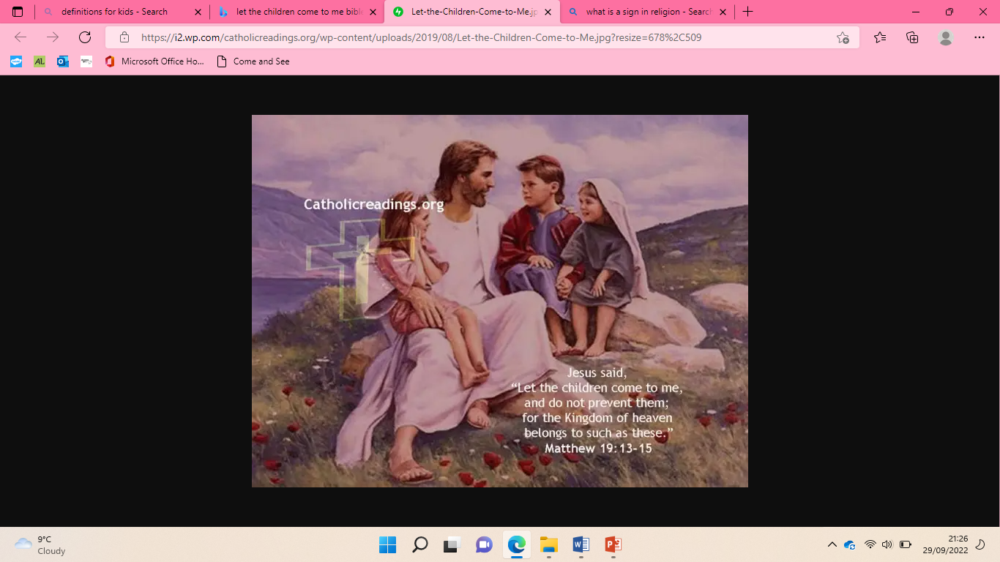 definitions for kids - Search
let the children come to me bibl
Let-the-Children-Come-to-Me.jp
what is a sign in religion - Search
https://i2.wp.com/catholicreadings.org/wp-content/uploads/2019/08/Let-the-Children-Come-to-Me.jpg?resize=678%2C509
AL
Microsoft Office Ho...
Come and See
Catholicreadings.org
Jesus said,
“Let the children come to me,
and do not prevent them;
for the Kingdom of heaven
belongs to such as these.”
Matthew 19:13-15
9°C
Cloudy
21:26
29/09/2022